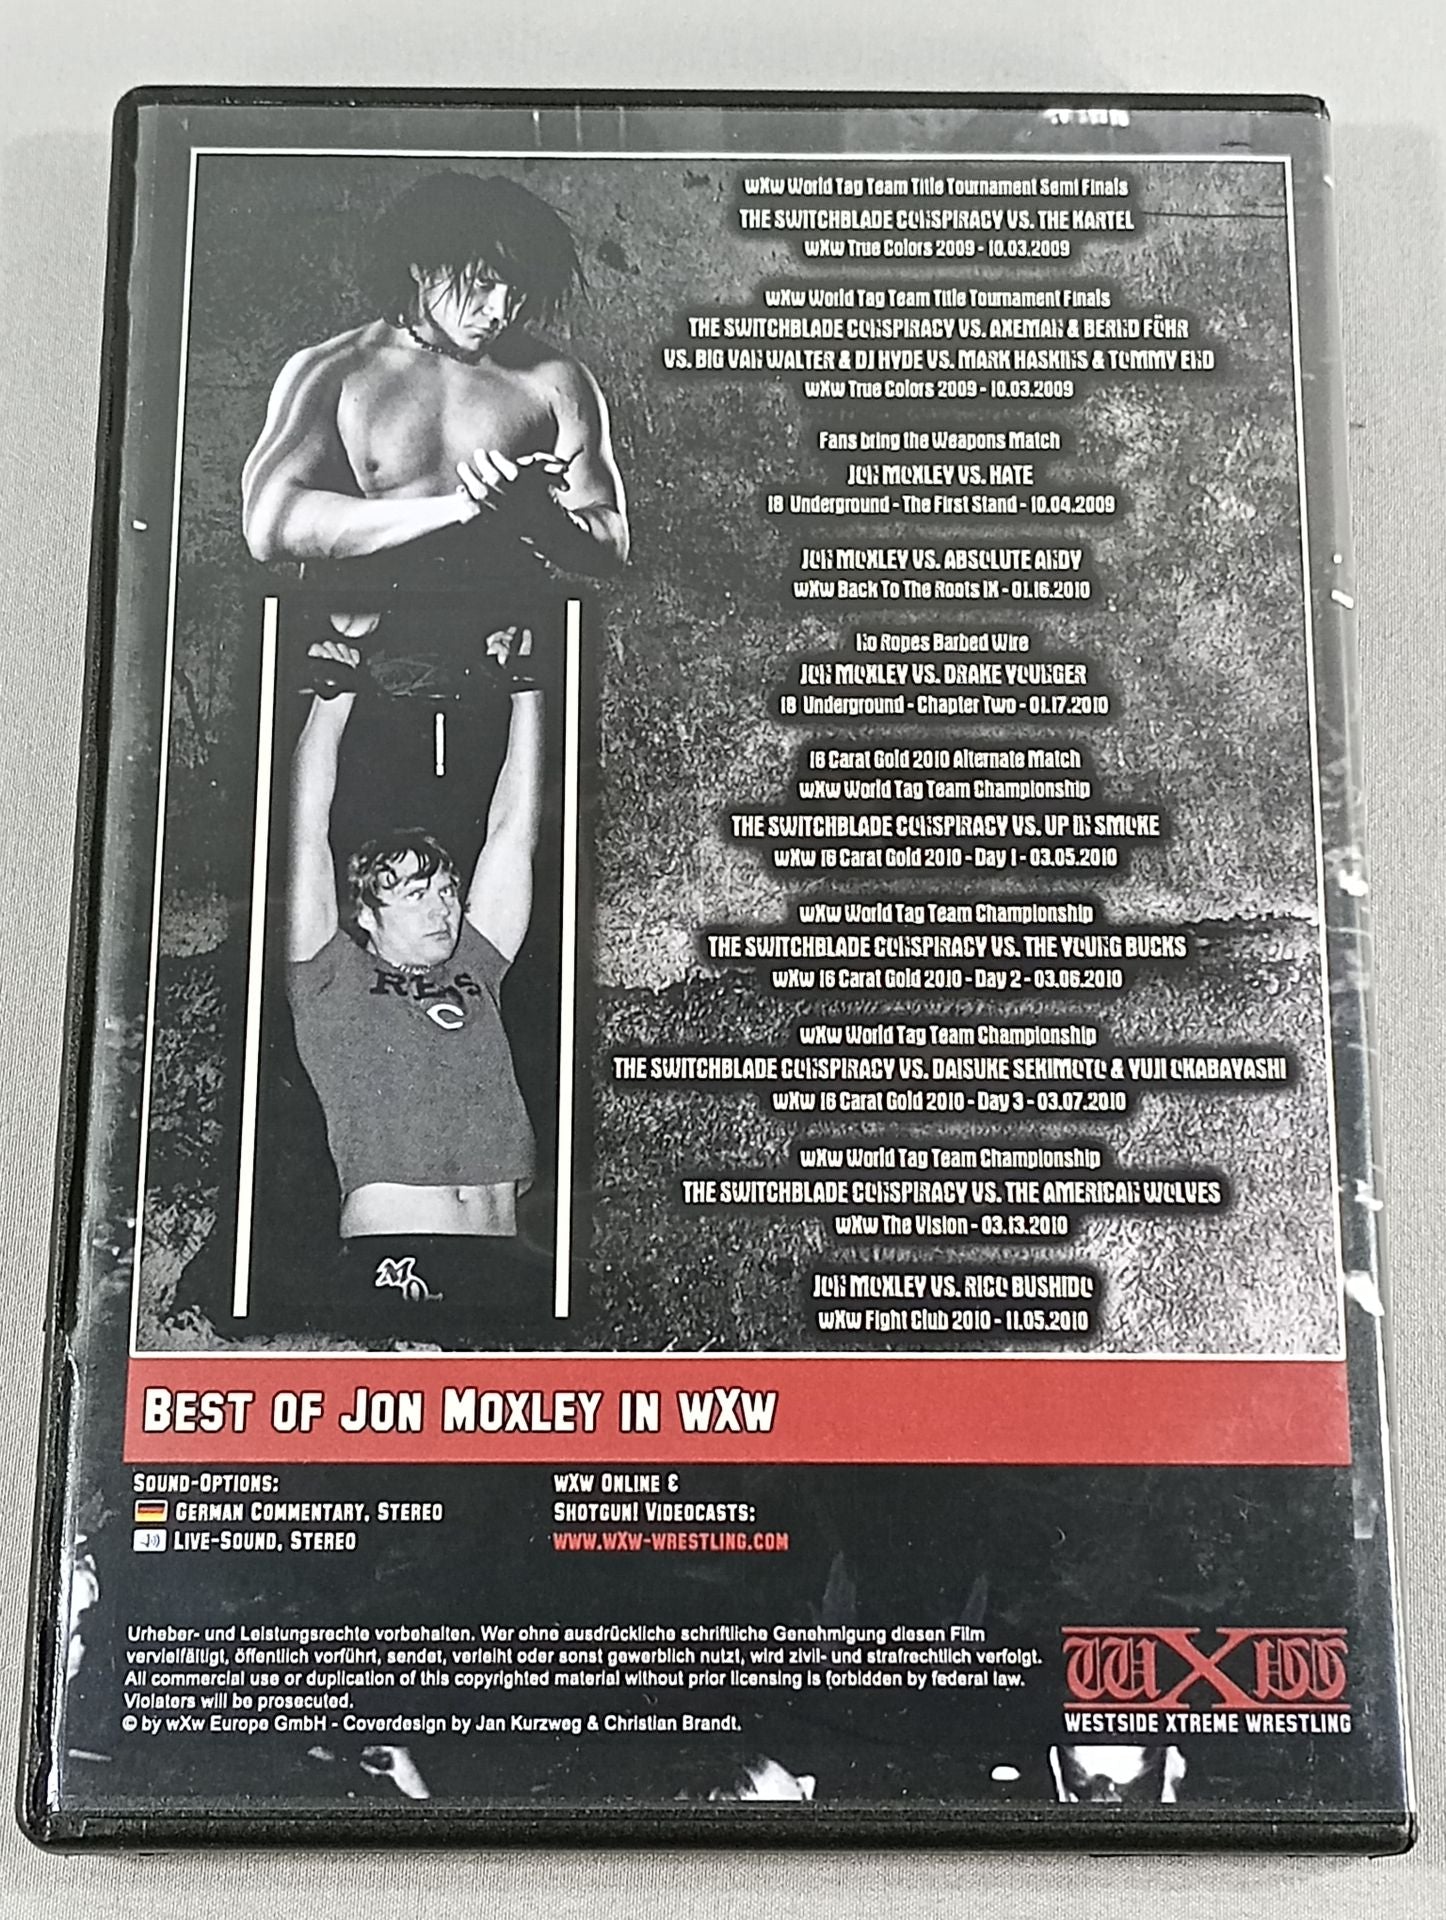 wXw World Tag Team Title Tournament Semi Finals
THE SWITCHBLADE CONSPIRACY VS. THE KARTEL
wXw True Colors 2009 - 10.03.2009
wXw World Tag Team Title Tournament Finals
THE SWITCHBLADE CONSPIRACY VS. AXEMAN & BERND FÖHR
VS. BIG VAN WALTER & DJ HYDE VS. MARK HASKINS & TOMMY END
wXw True Colors 2009 - 10.03.2009
Fans bring the Weapons Match
JON MOXLEY VS. HATE
18 Underground - The First Stand - 10.04.2009
JON MOXLEY VS. ABSOLUTE ANDY
wXw Back To The Roots IX - 01.16.2010
No Ropes Barbed Wire
JON MOXLEY VS. DRAKE YOUNGER
18 Underground - Chapter Two - 01.17.2010
16 Carat Gold 2010 Alternate Match
wXw World Tag Team Championship
THE SWITCHBLADE CONSPIRACY VS. UP IN SMOKE
wXw 16 Carat Gold 2010 - Day 1 - 03.05.2010
wXw World Tag Team Championship
THE SWITCHBLADE CONSPIRACY VS. THE YOUNG BUCKS
wXw 16 Carat Gold 2010 - Day 2 - 03.06.2010
wXw World Tag Team Championship
THE SWITCHBLADE CONSPIRACY VS. DAISUKE SEKIMOTO & YUJI OKABAYASHI
wXw 16 Carat Gold 2010 - Day 3 - 03.07.2010
wXw World Tag Team Championship
THE SWITCHBLADE CONSPIRACY VS. THE AMERICAN WOLVES
wXw The Vision - 03.13.2010
JON MOXLEY VS. RICO BUSHIDO
wXw Fight Club 2010 - 11.05.2010
REDS
C
MO
BEST OF JON MOXLEY IN WXW
SOUND-OPTIONS:
GERMAN COMMENTARY, STEREO
LIVE-SOUND, STEREO
WXW ONLINE &
SHOTGUN! VIDEOCASTS:
WWW.WXW-WRESTLING.COM
Urheber- und Leistungsrechte vorbehalten. Wer ohne ausdrückliche schriftliche Genehmigung diesen Film
vervielfältigt, öffentlich vorführt, sendet, verleiht oder sonst gewerblich nutzt, wird zivil- und strafrechtlich verfolgt.
All commercial use or duplication of this copyrighted material without prior licensing is forbidden by federal law.
Violators will be prosecuted.
© by wXw Europe GmbH - Coverdesign by Jan Kurzweg & Christian Brandt.
WXW
WESTSIDE XTREME WRESTLING